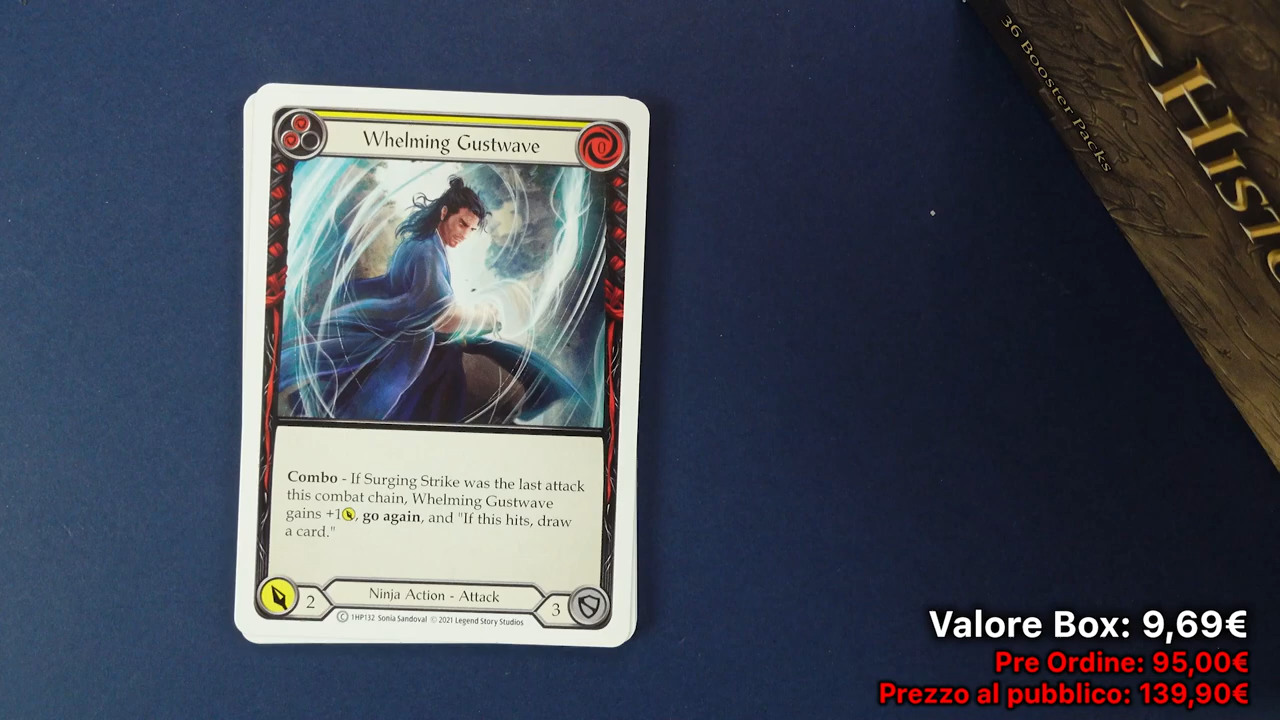 36 Booster Packs
Whelming Gustwave
0
Combo - If Surging Strike was the last attack
this combat chain, Whelming Gustwave
gains +1, go again, and "If this hits, draw
a card."
2
Ninja Action - Attack
3
C 1HP132 Sonia Sandoval © 2021 Legend Story Studios
Valore Box: 9,69€
Pre Ordine: 95,00€
Prezzo al pubblico: 139,90€